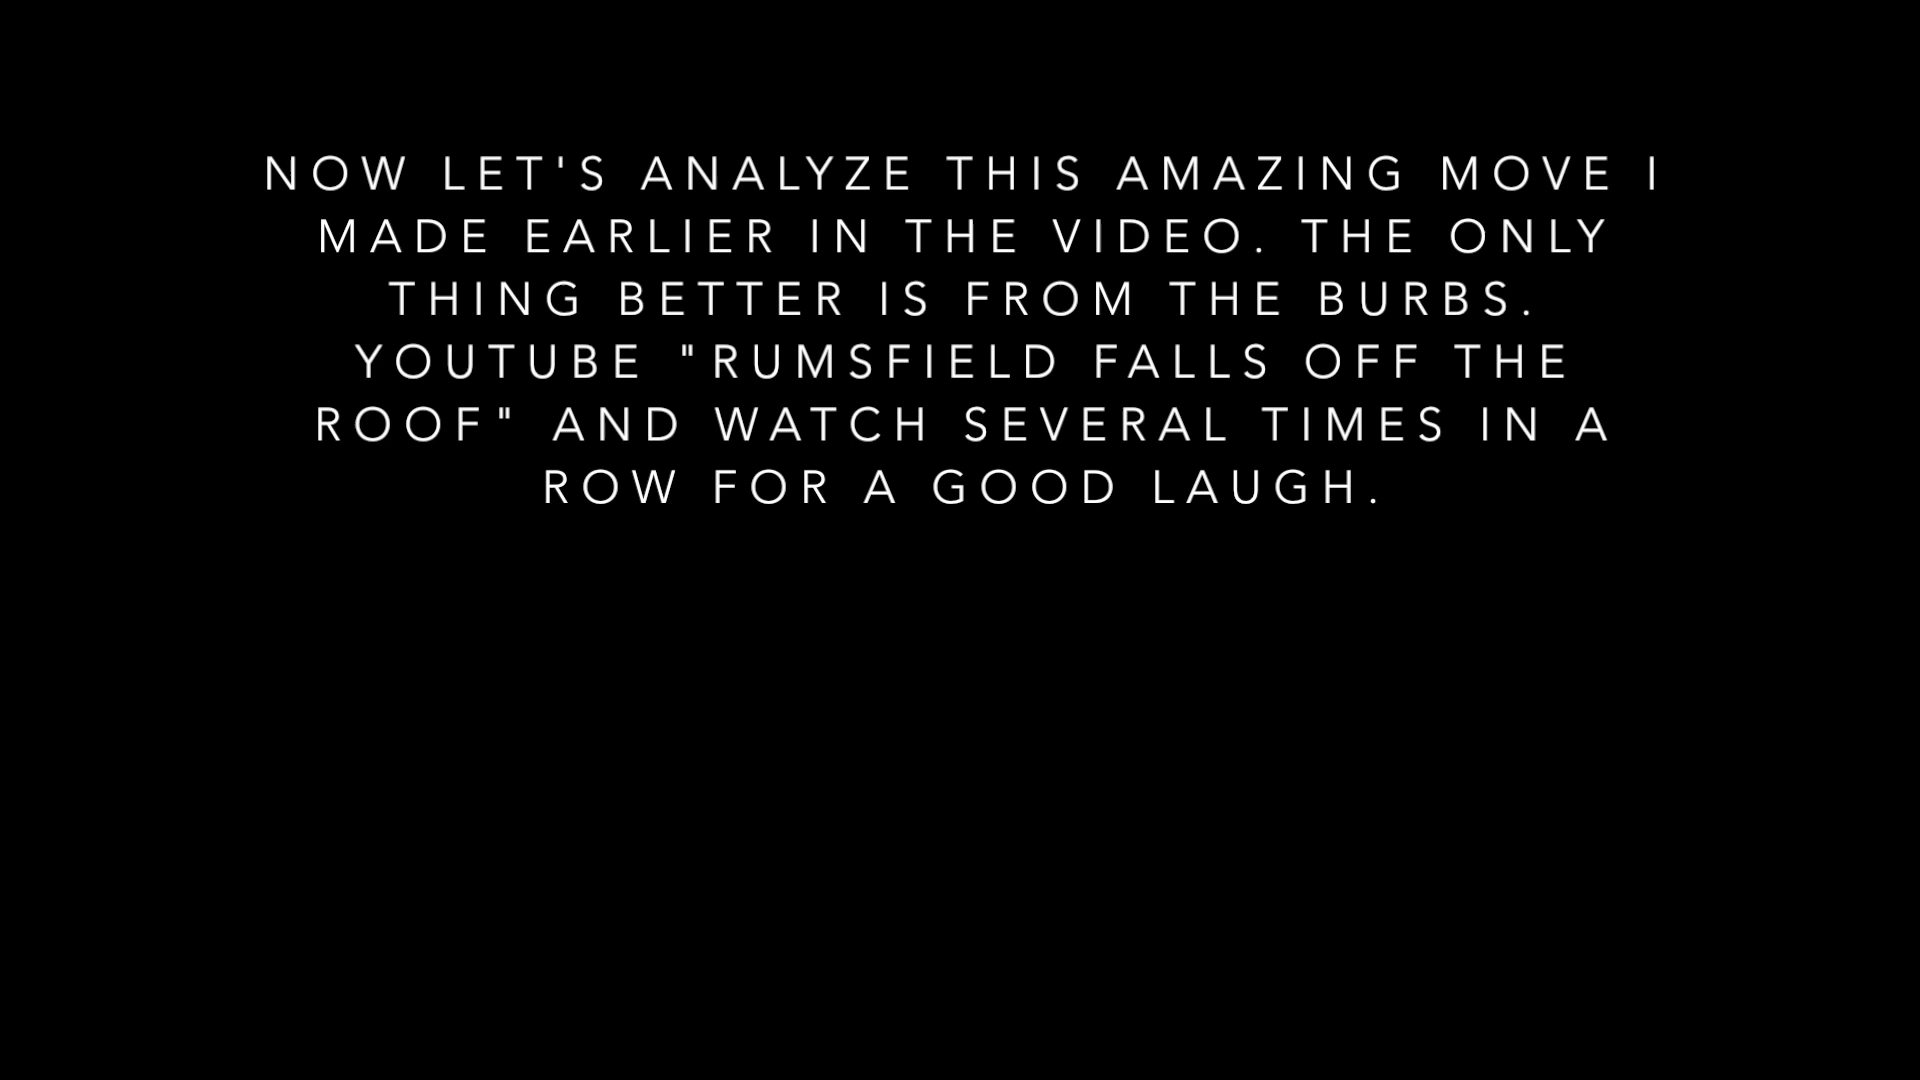 NOW LET'S ANALYZE THIS AMAZING MOVE I
MADE EARLIER IN THE VIDEO. THE ONLY
THING BETTER IS FROM THE BURBS.
YOUTUBE "RUMSFIELD FALLS OFF THE
ROOF" AND WATCH SEVERAL TIMES IN A
ROW FOR A GOOD LAUGH.